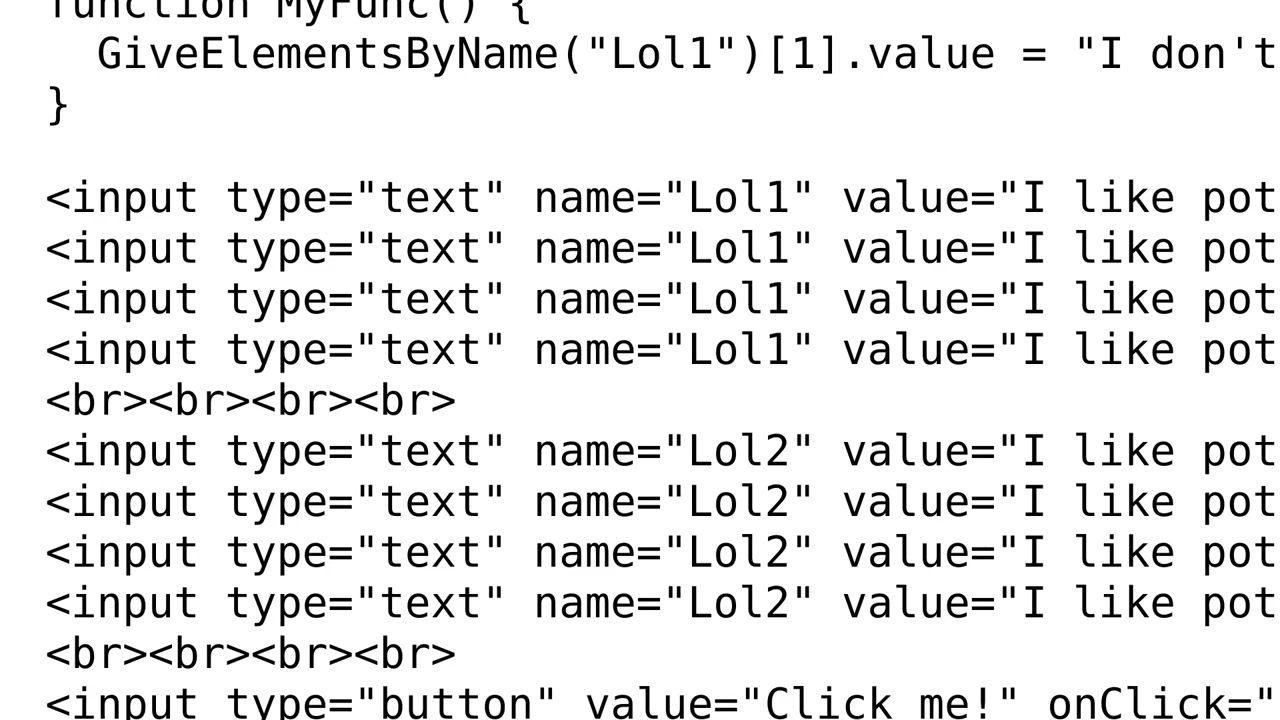 function MyFunc() {
  GiveElementsByName("Lol1")[1].value = "I don't
}

<input type="text" name="Lol1" value="I like pot
<input type="text" name="Lol1" value="I like pot
<input type="text" name="Lol1" value="I like pot
<input type="text" name="Lol1" value="I like pot
<br><br><br><br>
<input type="text" name="Lol2" value="I like pot
<input type="text" name="Lol2" value="I like pot
<input type="text" name="Lol2" value="I like pot
<input type="text" name="Lol2" value="I like pot
<br><br><br><br>
<input type="button" value="Click me!" onClick="